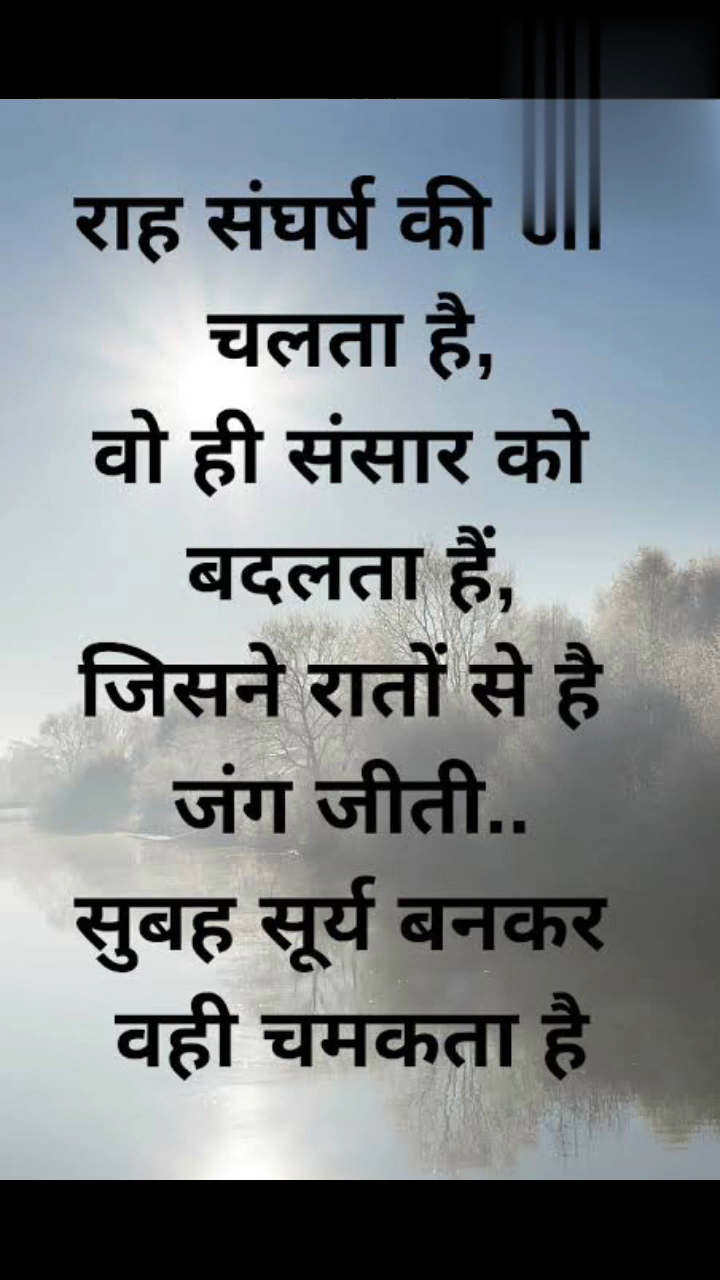 राह संघर्ष की
चलता है,
वो ही संसार को
बदलता हैं,
जिसने रातों से है
जंग जीती..
सुबह सूर्य बनकर
वही चमकता है